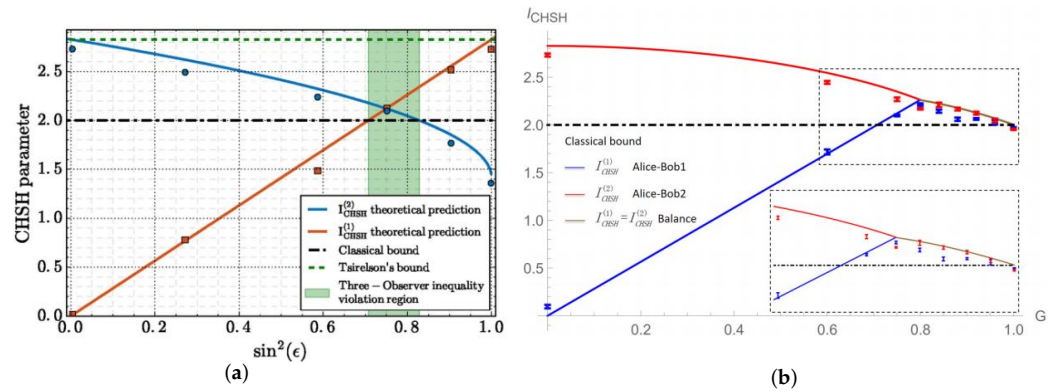 2.5
2.0
1.5
1.0
0.5
0.0
CHSH parameter
0.0 0.2 0.4 0.6 0.8 1.0
sin²(ϵ)
I⁽²⁾CHSH theoretical prediction
I⁽¹⁾CHSH theoretical prediction
Classical bound
Tsirelson's bound
Three − Observer inequality
violation region
(a)
ICHSH
2.5
2.0
1.5
1.0
0.5
0.2 0.4 0.6 0.8 1.0 G
Classical bound
I⁽¹⁾CHSH Alice-Bob1
I⁽²⁾CHSH Alice-Bob2
I⁽¹⁾CHSH = I⁽²⁾CHSH Balance
(b)